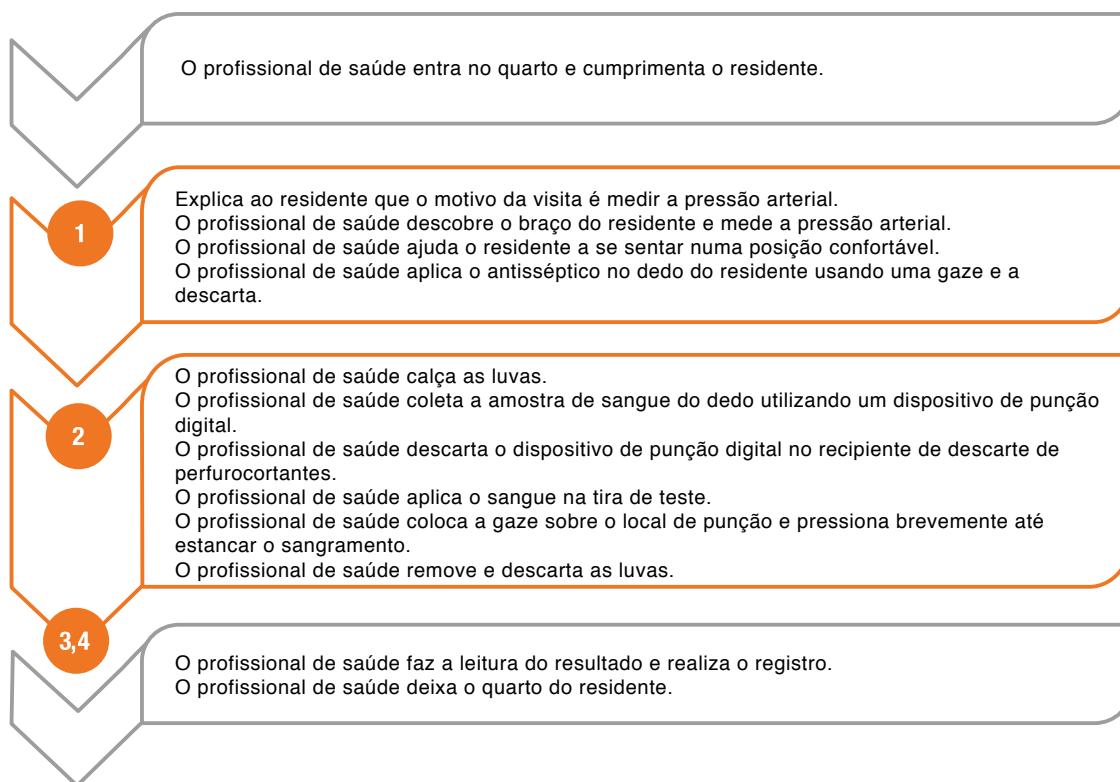 O profissional de saúde entra no quarto e cumprimenta o residente.
1
Explica ao residente que o motivo da visita é medir a pressão arterial.
O profissional de saúde descobre o braço do residente e mede a pressão arterial.
O profissional de saúde ajuda o residente a se sentar numa posição confortável.
O profissional de saúde aplica o antisséptico no dedo do residente usando uma gaze e a
descarta.
2
O profissional de saúde calça as luvas.
O profissional de saúde coleta a amostra de sangue do dedo utilizando um dispositivo de punção
digital.
O profissional de saúde descarta o dispositivo de punção digital no recipiente de descarte de
perfurocortantes.
O profissional de saúde aplica o sangue na tira de teste.
O profissional de saúde coloca a gaze sobre o local de punção e pressiona brevemente até
estancar o sangramento.
O profissional de saúde remove e descarta as luvas.
3,4
O profissional de saúde faz a leitura do resultado e realiza o registro.
O profissional de saúde deixa o quarto do residente.